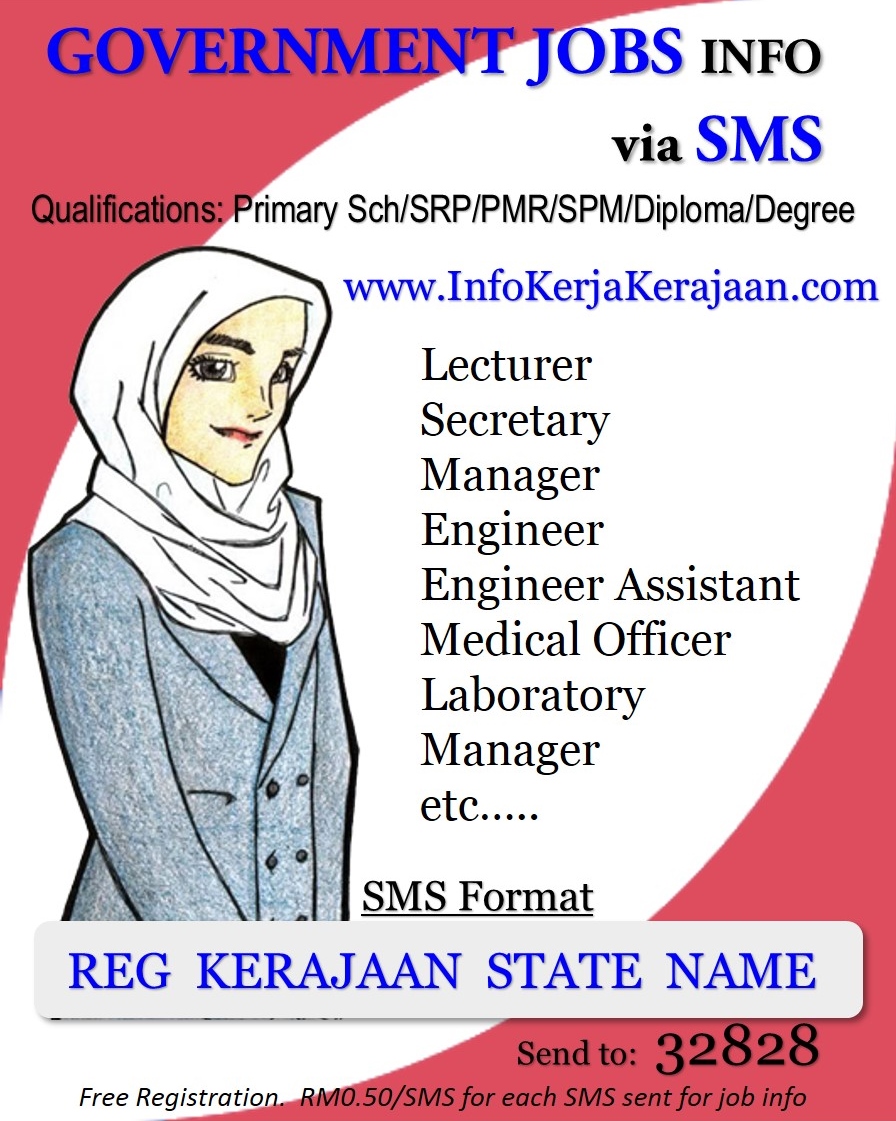 GOVERNMENT JOBS INFO
via SMS
Qualifications: Primary Sch/SRP/PMR/SPM/Diploma/Degree
www.InfoKerjaKerajaan.com
Lecturer
Secretary
Manager
Engineer
Engineer Assistant
Medical Officer
Laboratory
Manager
etc.....
SMS Format
REG KERAJAAN STATE NAME
Send to: 32828
Free Registration. RM0.50/SMS for each SMS sent for job info